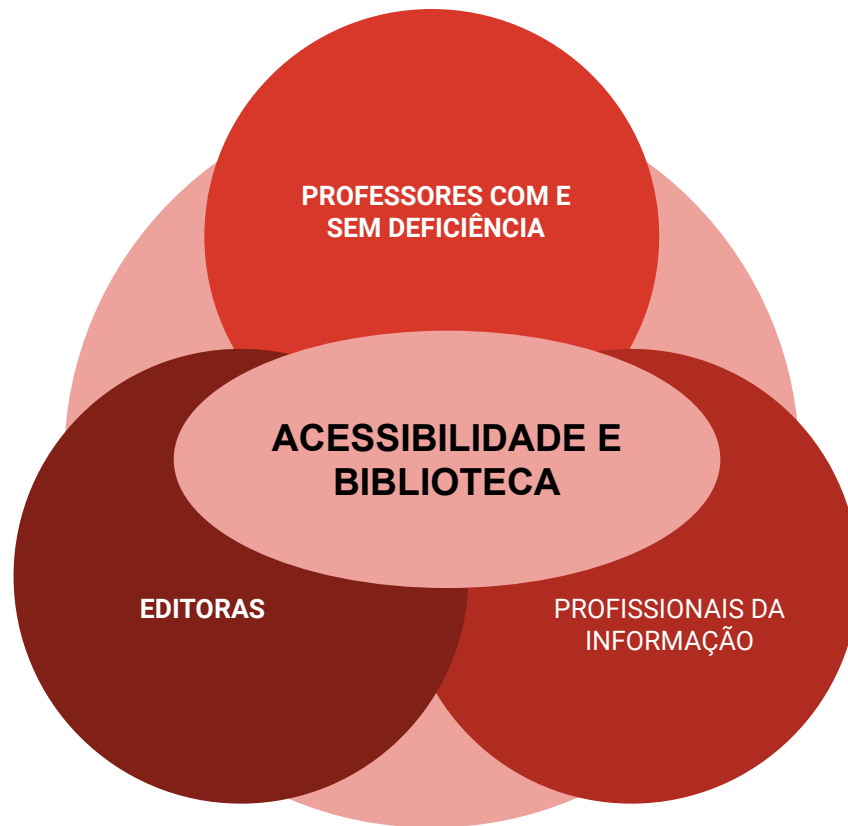 PROFESSORES COM E
SEM DEFICIÊNCIA
ACESSIBILIDADE E
BIBLIOTECA
EDITORAS
PROFISSIONAIS DA
INFORMAÇÃO